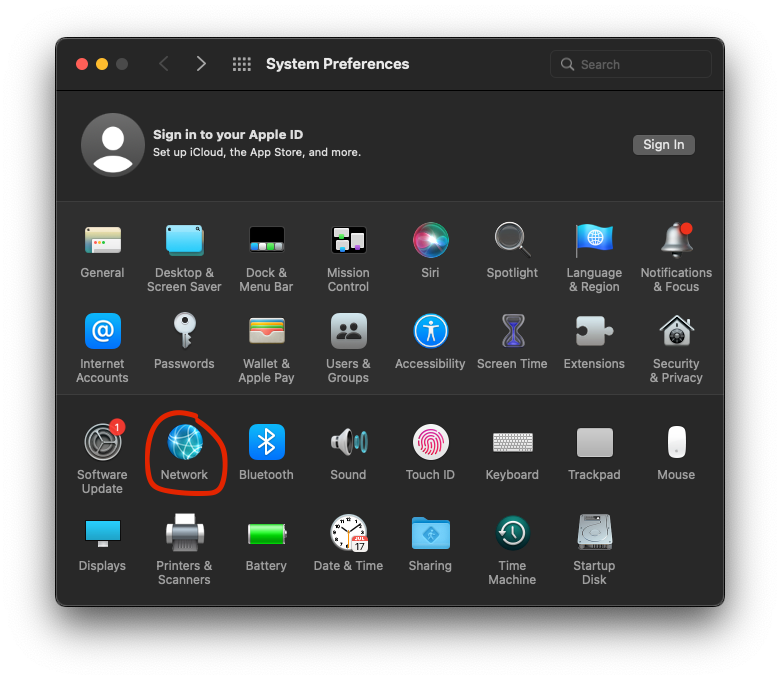 System Preferences
Search
Sign in to your Apple ID
Set up iCloud, the App Store, and more.
Sign In
General
Desktop &
Screen Saver
Dock &
Menu Bar
Mission
Control
Siri
Spotlight
Language
& Region
Notifications
& Focus
@
Internet
Accounts
Passwords
Wallet &
Apple Pay
Users &
Groups
Accessibility
Screen Time
Extensions
Security
& Privacy
1
Software
Update
Network
Bluetooth
Sound
Touch ID
Keyboard
Trackpad
Mouse
Displays
Printers &
Scanners
Battery
JUL
17
Date & Time
Sharing
Time
Machine
Startup
Disk